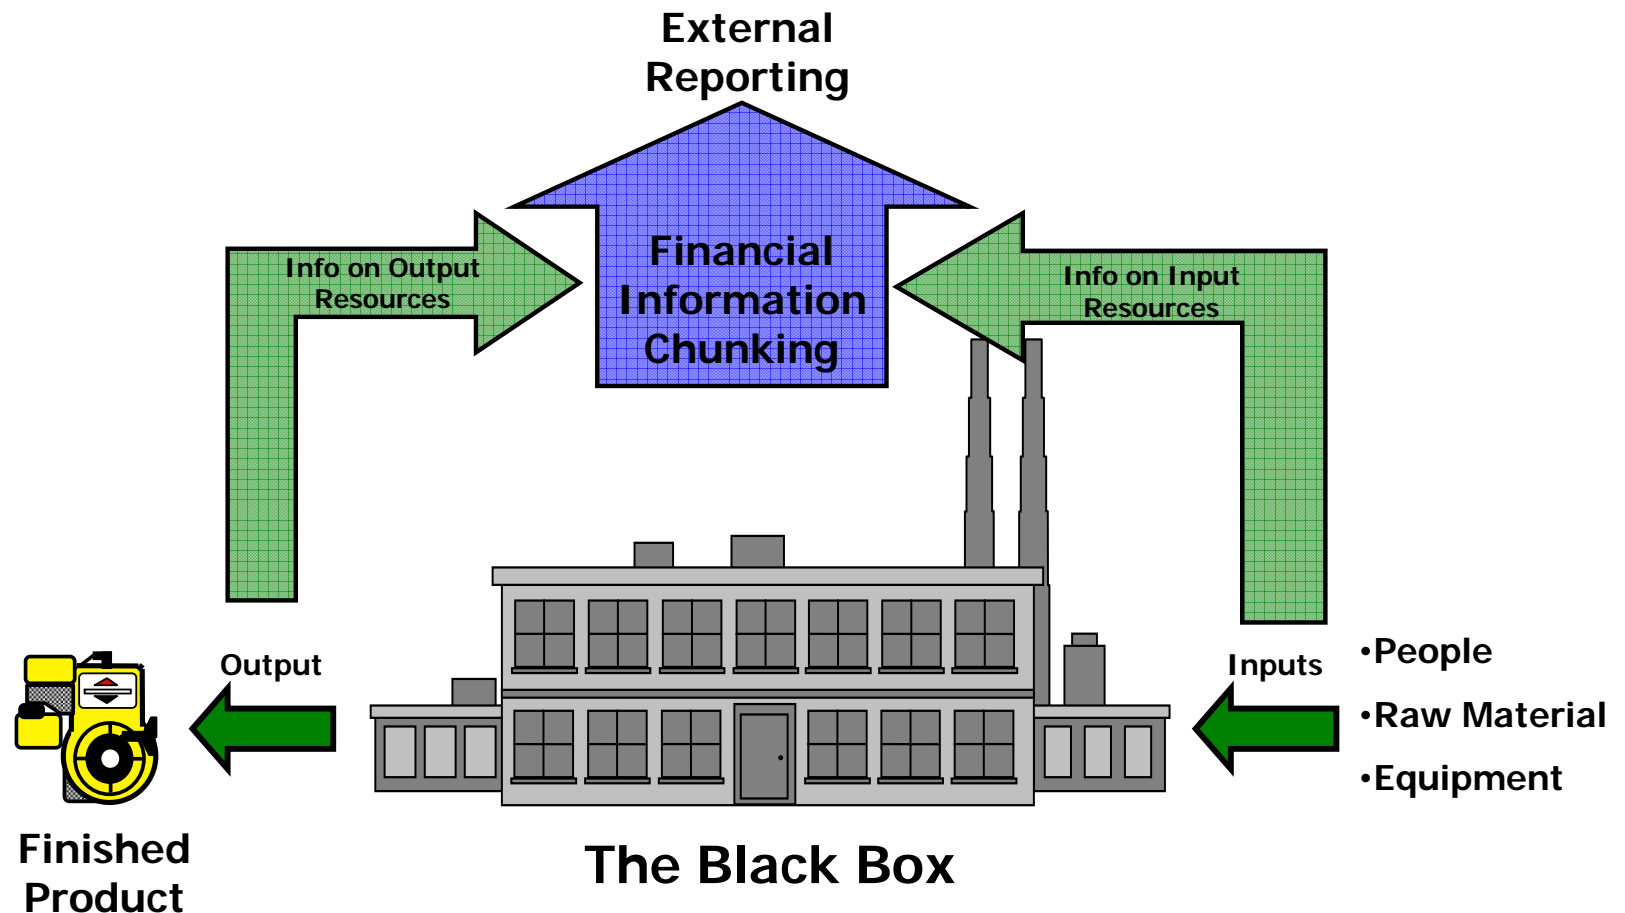 External
Reporting
Financial
Information
Chunking
Info on Output
Resources
Info on Input
Resources
Output
Inputs
•People
•Raw Material
•Equipment
Finished
Product
The Black Box